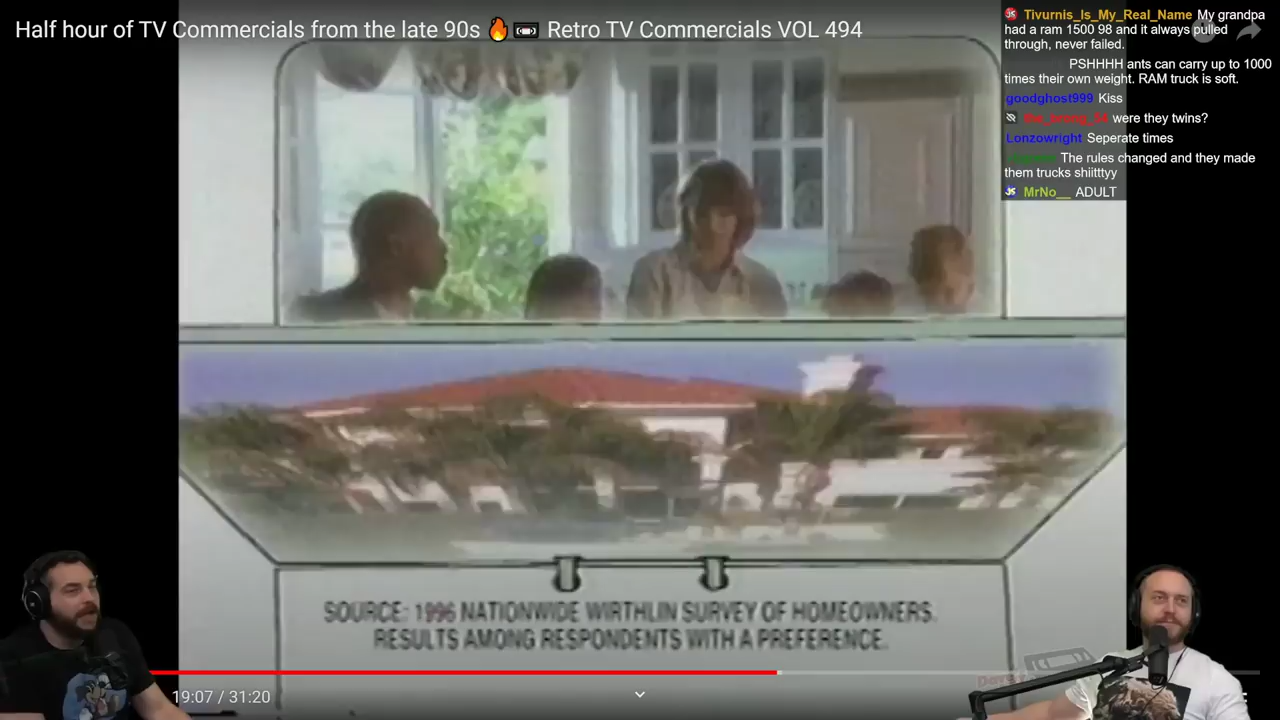 Half hour of TV Commercials from the late 90s 🔥📼 Retro TV Commercials VOL 494
Tivurnis_Is_My_Real_Name My grandpa
had a ram 1500 98 and it always pulled
through, never failed.
PSHHHH ants can carry up to 1000
times their own weight. RAM truck is soft.
goodghost999 Kiss
were they twins?
Lonzowright Seperate times
The rules changed and they made
them trucks shiitttyy
MrNo__ ADULT
SOURCE: 1996 NATIONWIDE WIRTHLIN SURVEY OF HOMEOWNERS.
RESULTS AMONG RESPONDENTS WITH A PREFERENCE.
19:07 / 31:20